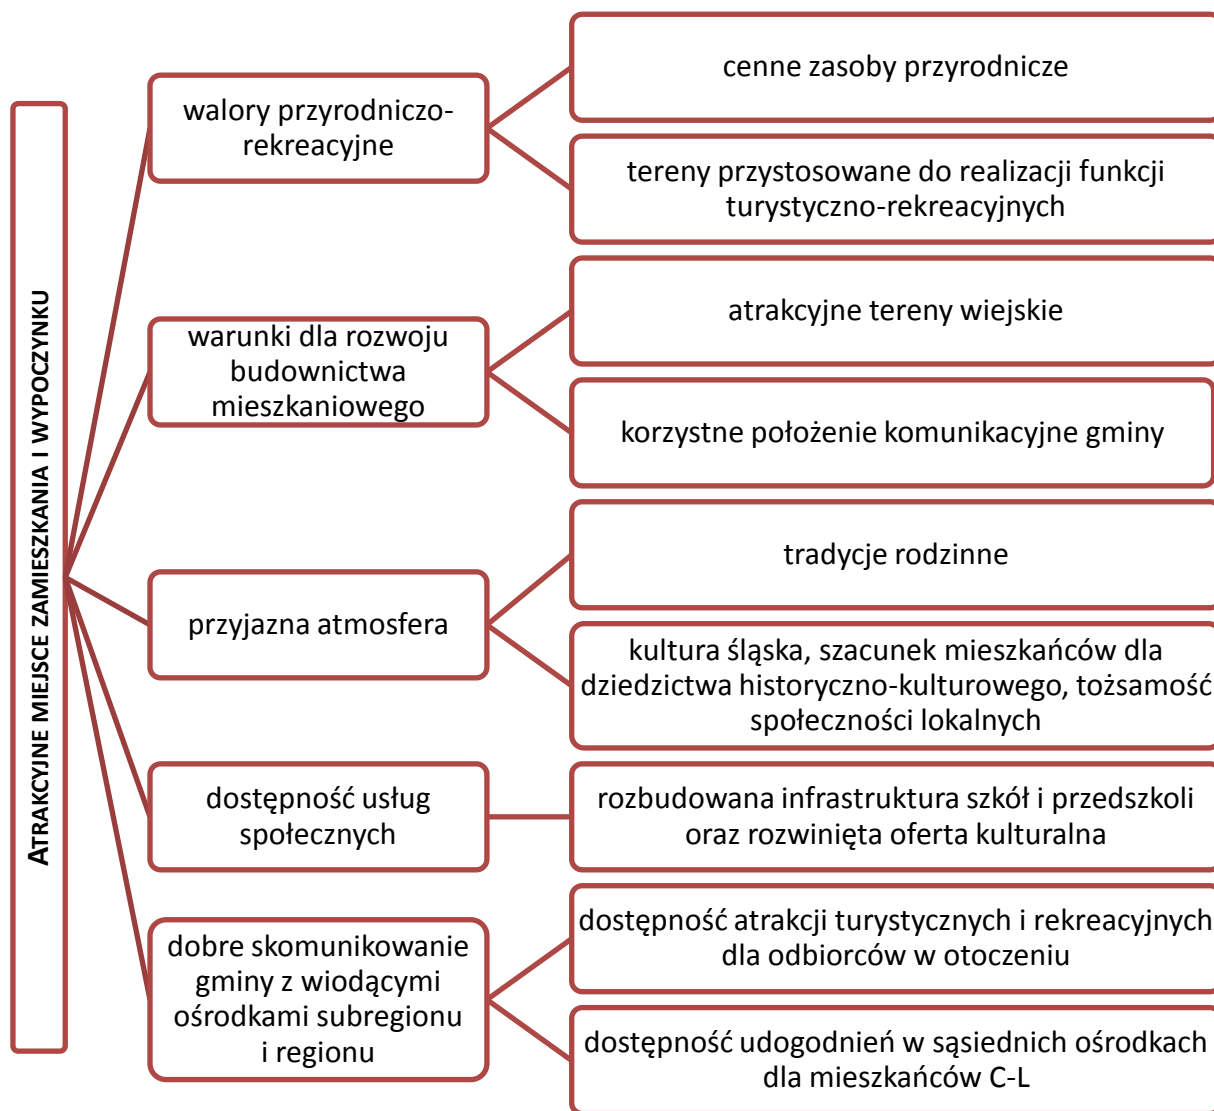 ATRAKCYJNE MIEJSCE ZAMIESZKANIA I WYPOCZYNKU
walory przyrodniczo-
rekreacyjne
cenne zasoby przyrodnicze
tereny przystosowane do realizacji funkcji
turystyczno-rekreacyjnych
warunki dla rozwoju
budownictwa
mieszkaniowego
atrakcyjne tereny wiejskie
korzystne położenie komunikacyjne gminy
przyjazna atmosfera
tradycje rodzinne
kultura śląska, szacunek mieszkańców dla
dziedzictwa historyczno-kulturowego, tożsamość
społeczności lokalnych
dostępność usług
społecznych
rozbudowana infrastruktura szkół i przedszkoli
oraz rozwinięta oferta kulturalna
dobre skomunikowanie
gminy z wiodącymi
ośrodkami subregionu
i regionu
dostępność atrakcji turystycznych i rekreacyjnych
dla odbiorców w otoczeniu
dostępność udogodnień w sąsiednich ośrodkach
dla mieszkańców C-L